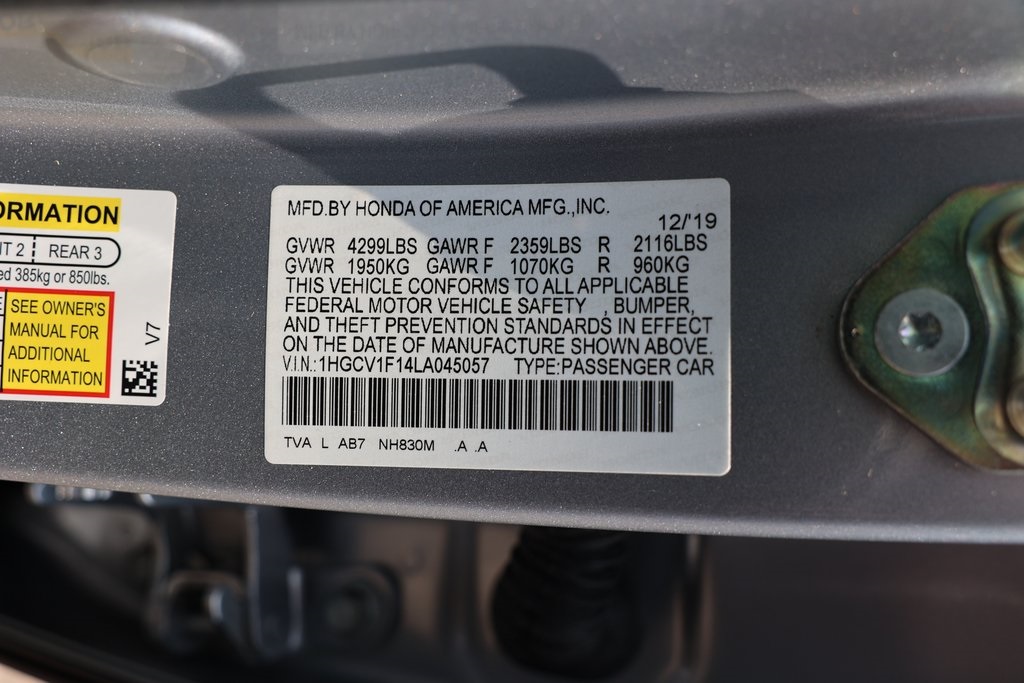 ORMATION
T 2 REAR 3
ed 385kg or 850lbs.
SEE OWNER'S
MANUAL FOR
ADDITIONAL
INFORMATION
V7
MFD.BY HONDA OF AMERICA MFG.,INC.
12/'19
GVWR 4299LBS GAWR F 2359LBS R 2116LBS
GVWR 1950KG GAWR F 1070KG R 960KG
THIS VEHICLE CONFORMS TO ALL APPLICABLE
FEDERAL MOTOR VEHICLE SAFETY , BUMPER,
AND THEFT PREVENTION STANDARDS IN EFFECT
ON THE DATE OF MANUFACTURE SHOWN ABOVE.
V.I.N.:1HGCV1F14LA045057 TYPE:PASSENGER CAR
TVA L AB7 NH830M .A .A